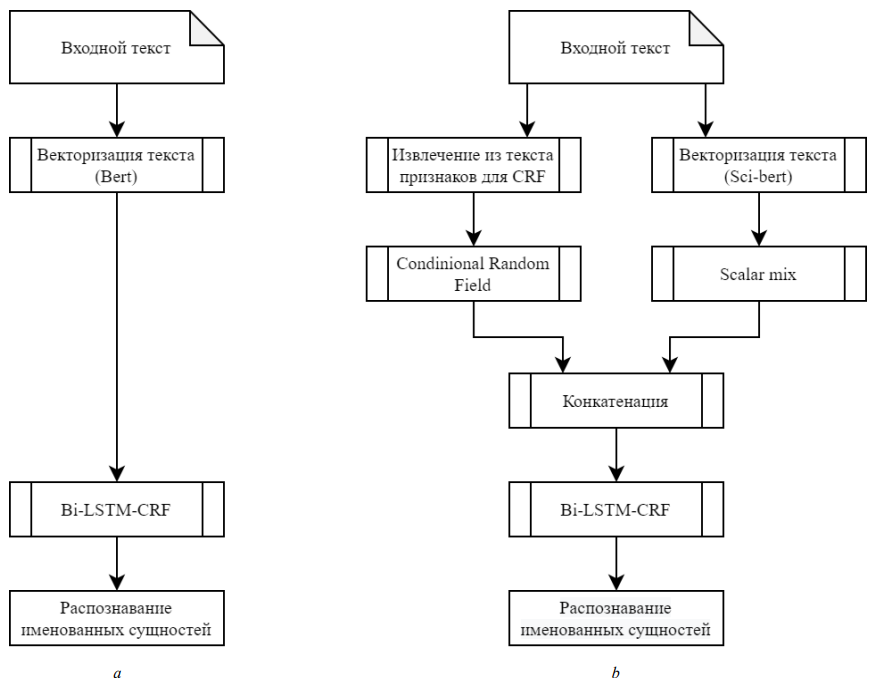 Входной текст
Векторизация текста
(Bert)
Bi-LSTM-CRF
Распознавание
именованных сущностей
a
Входной текст
Извлечение из текста
признаков для CRF
Векторизация текста
(Sci-bert)
Condinional Random
Field
Scalar mix
Конкатенация
Bi-LSTM-CRF
Распознавание
именованных сущностей
b